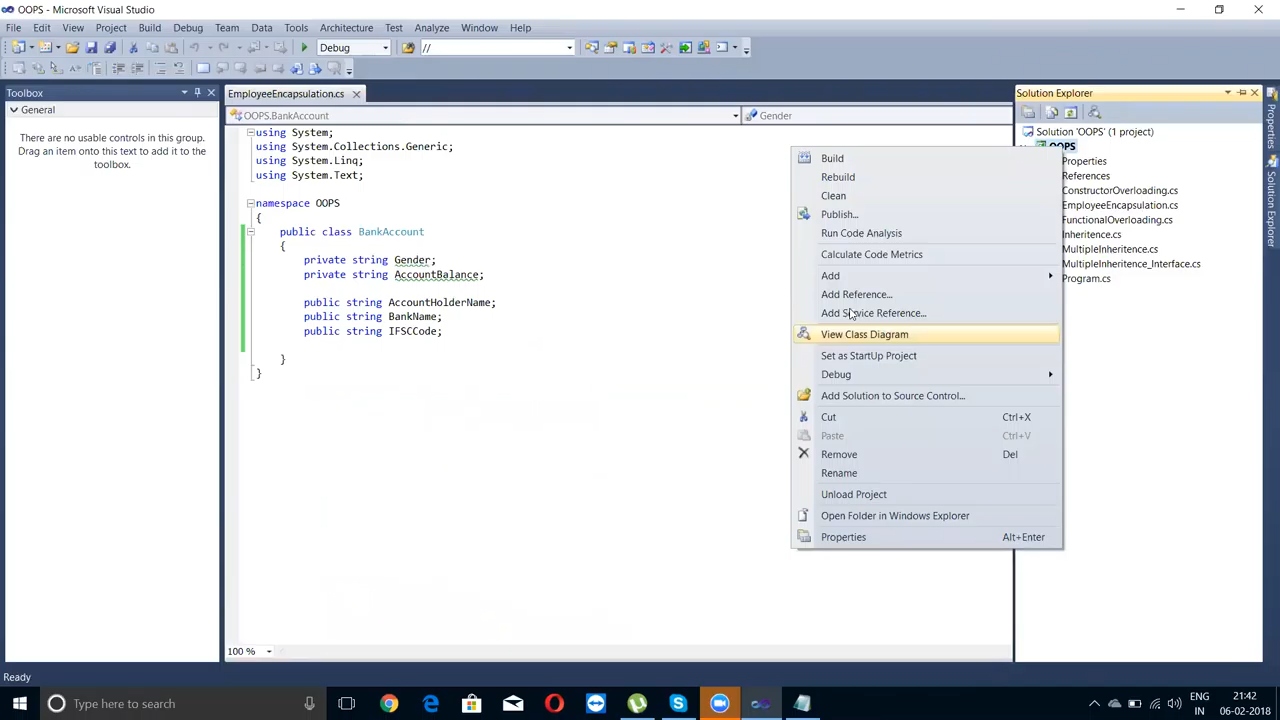 OOPS - Microsoft Visual Studio
File Edit View Project Build Debug Team Data Tools Architecture Test Analyze Window Help
Debug //
Toolbox
General
There are no usable controls in this group.
Drag an item onto this text to add it to the
toolbox.
EmployeeEncapsulation.cs
OOPS.BankAccount Gender
using System;
using System.Collections.Generic;
using System.Linq;
using System.Text;
namespace OOPS
{
public class BankAccount
{
private string Gender;
private string AccountBalance;
public string AccountHolderName;
public string BankName;
public string IFSCCode;
}
}
100 %
Build
Rebuild
Clean
Publish...
Run Code Analysis
Calculate Code Metrics
Add
Add Reference...
Add Service Reference...
View Class Diagram
Set as StartUp Project
Debug
Add Solution to Source Control...
Cut Ctrl+X
Paste Ctrl+V
Remove Del
Rename
Unload Project
Open Folder in Windows Explorer
Properties Alt+Enter
Solution Explorer
Solution 'OOPS' (1 project)
OOPS
Properties
References
ConstructorOverloading.cs
EmployeeEncapsulation.cs
FunctionalOverloading.cs
Inheritence.cs
MultipleInheritence.cs
MultipleInheritence_Interface.cs
Program.cs
Properties
Solution Explorer
Ready
Type here to search
ENG
IN
21:42
06-02-2018